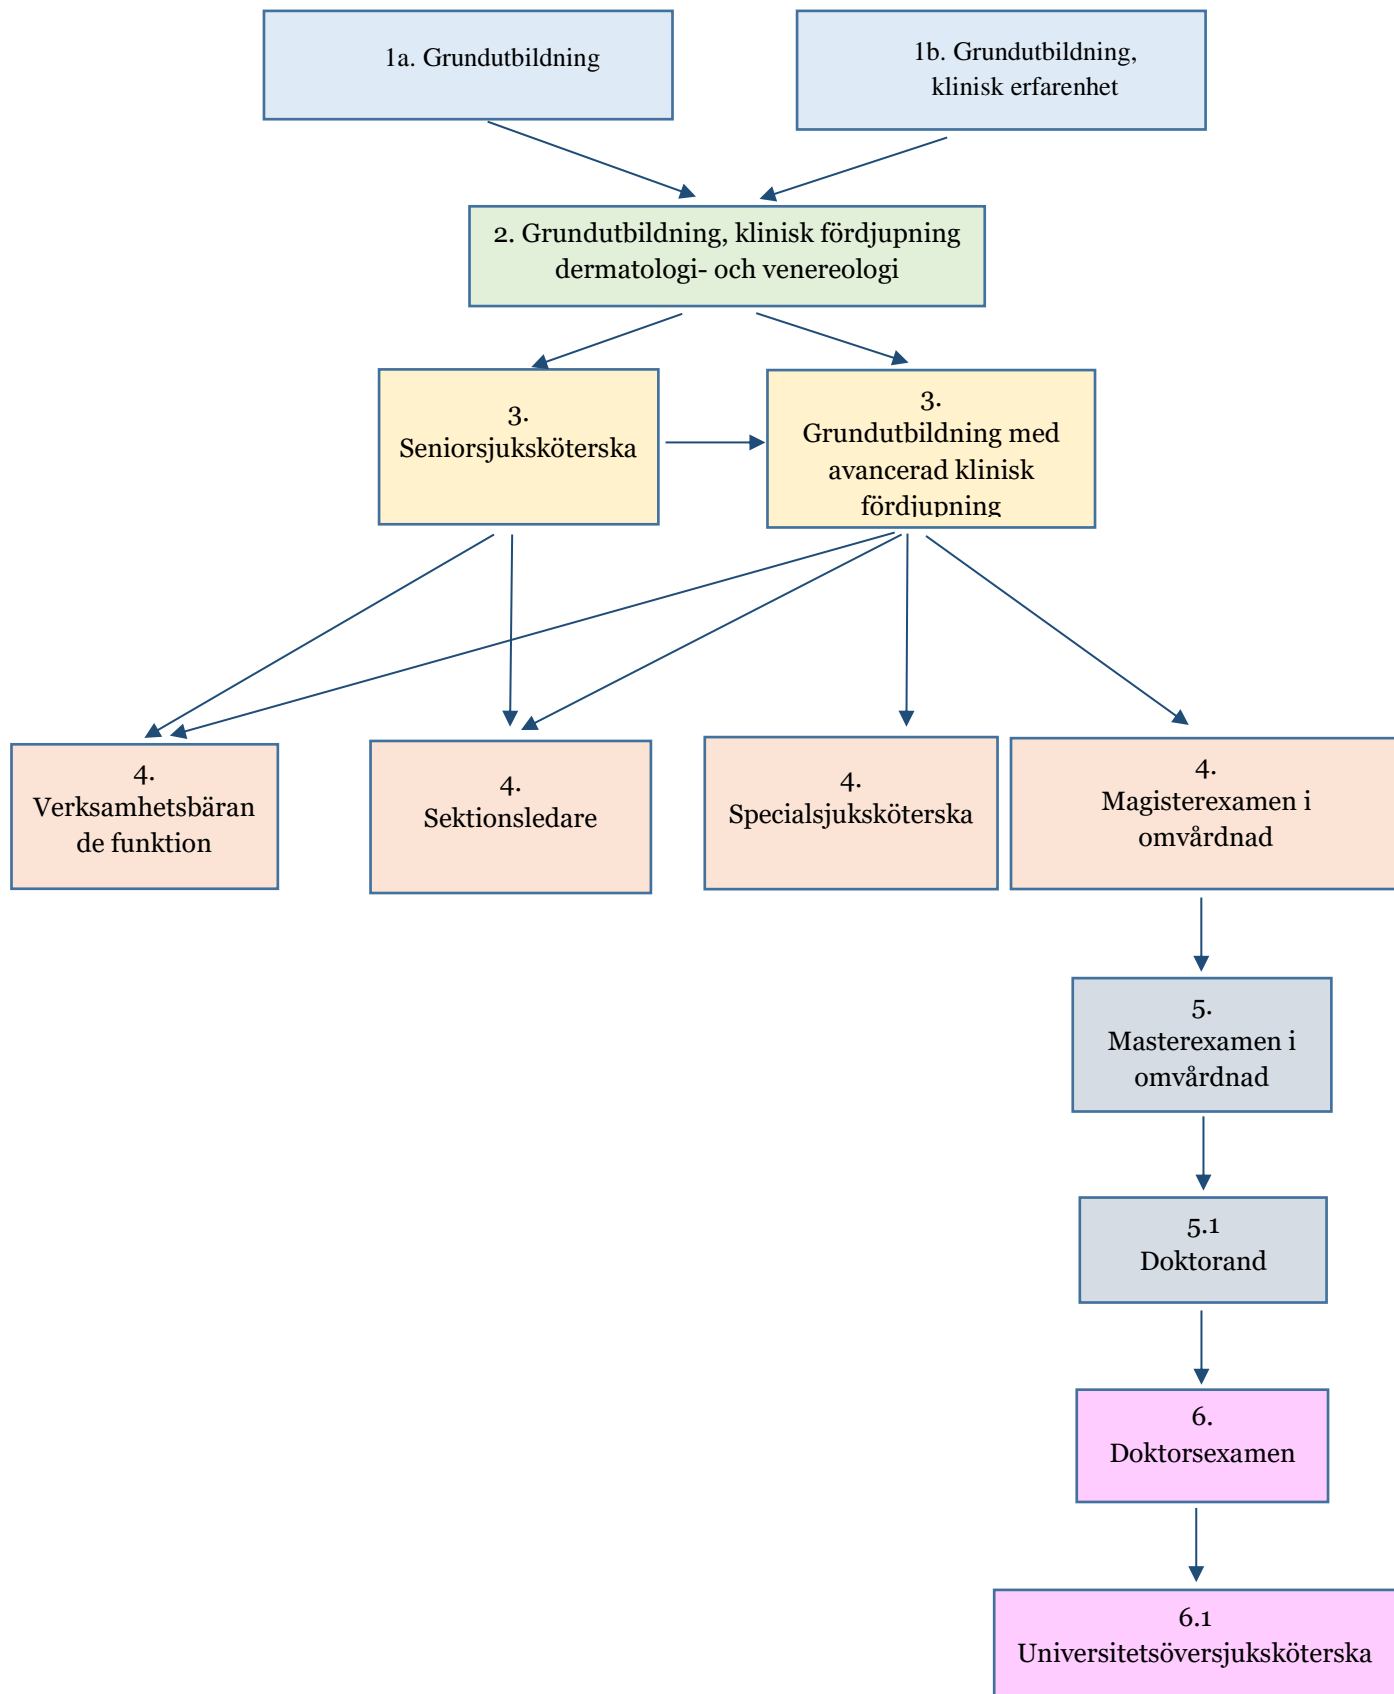 1a. Grundutbildning
1b. Grundutbildning,
klinisk erfarenhet
2. Grundutbildning, klinisk fördjupning
dermatologi- och venereologi
3.
Seniorsjuksköterska
3.
Grundutbildning med
avancerad klinisk
fördjupning
4.
Verksamhetsbäran
de funktion
4.
Sektionsledare
4.
Specialsjuksköterska
4.
Magisterexamen i
omvårdnad
5.
Masterexamen i
omvårdnad
5.1
Doktorand
6.
Doktorsexamen
6.1
Universitetsöversjuksköterska